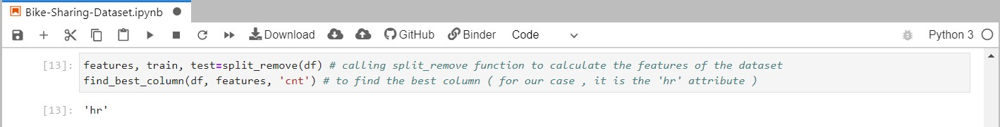 Bike-Sharing-Dataset.ipynb
Download GitHub Binder Code Python 3
[13]: features, train, test=split_remove(df) # calling split_remove function to calculate the features of the dataset
find_best_column(df, features, 'cnt') # to find the best column ( for our case , it is the 'hr' attribute )
[13]: 'hr'